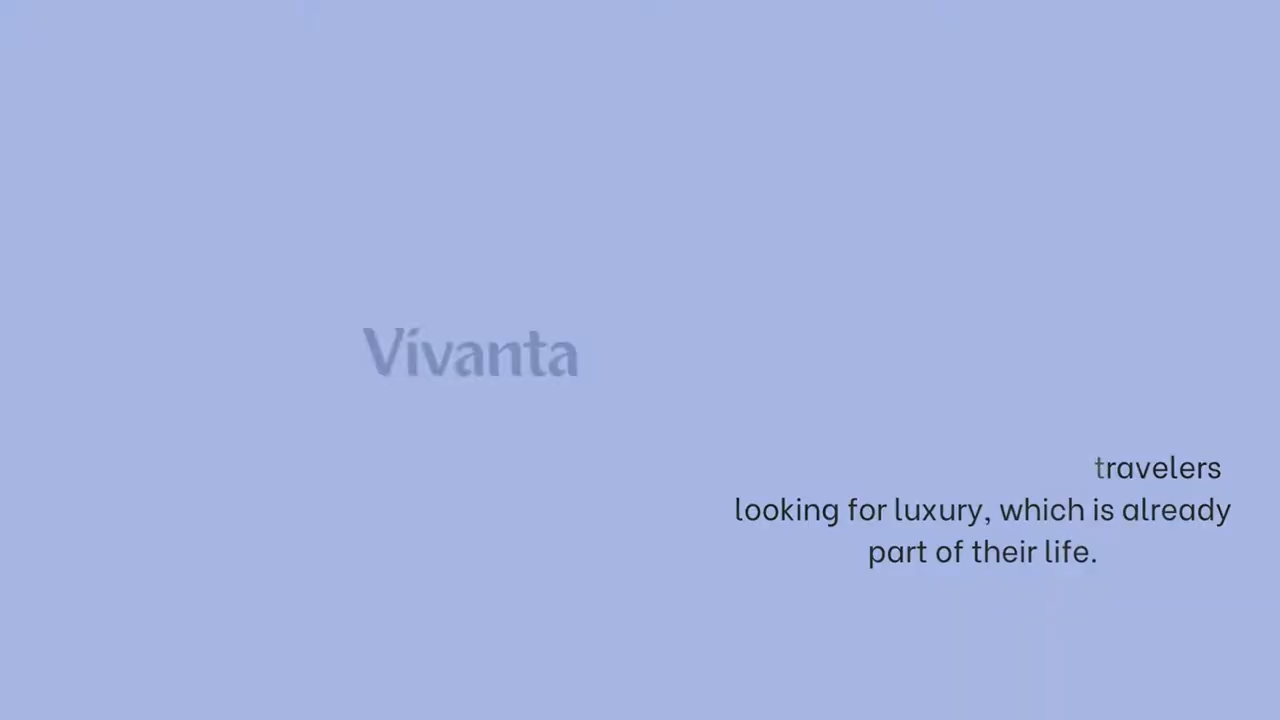 Vivanta
travelers
looking for luxury, which is already
part of their life.